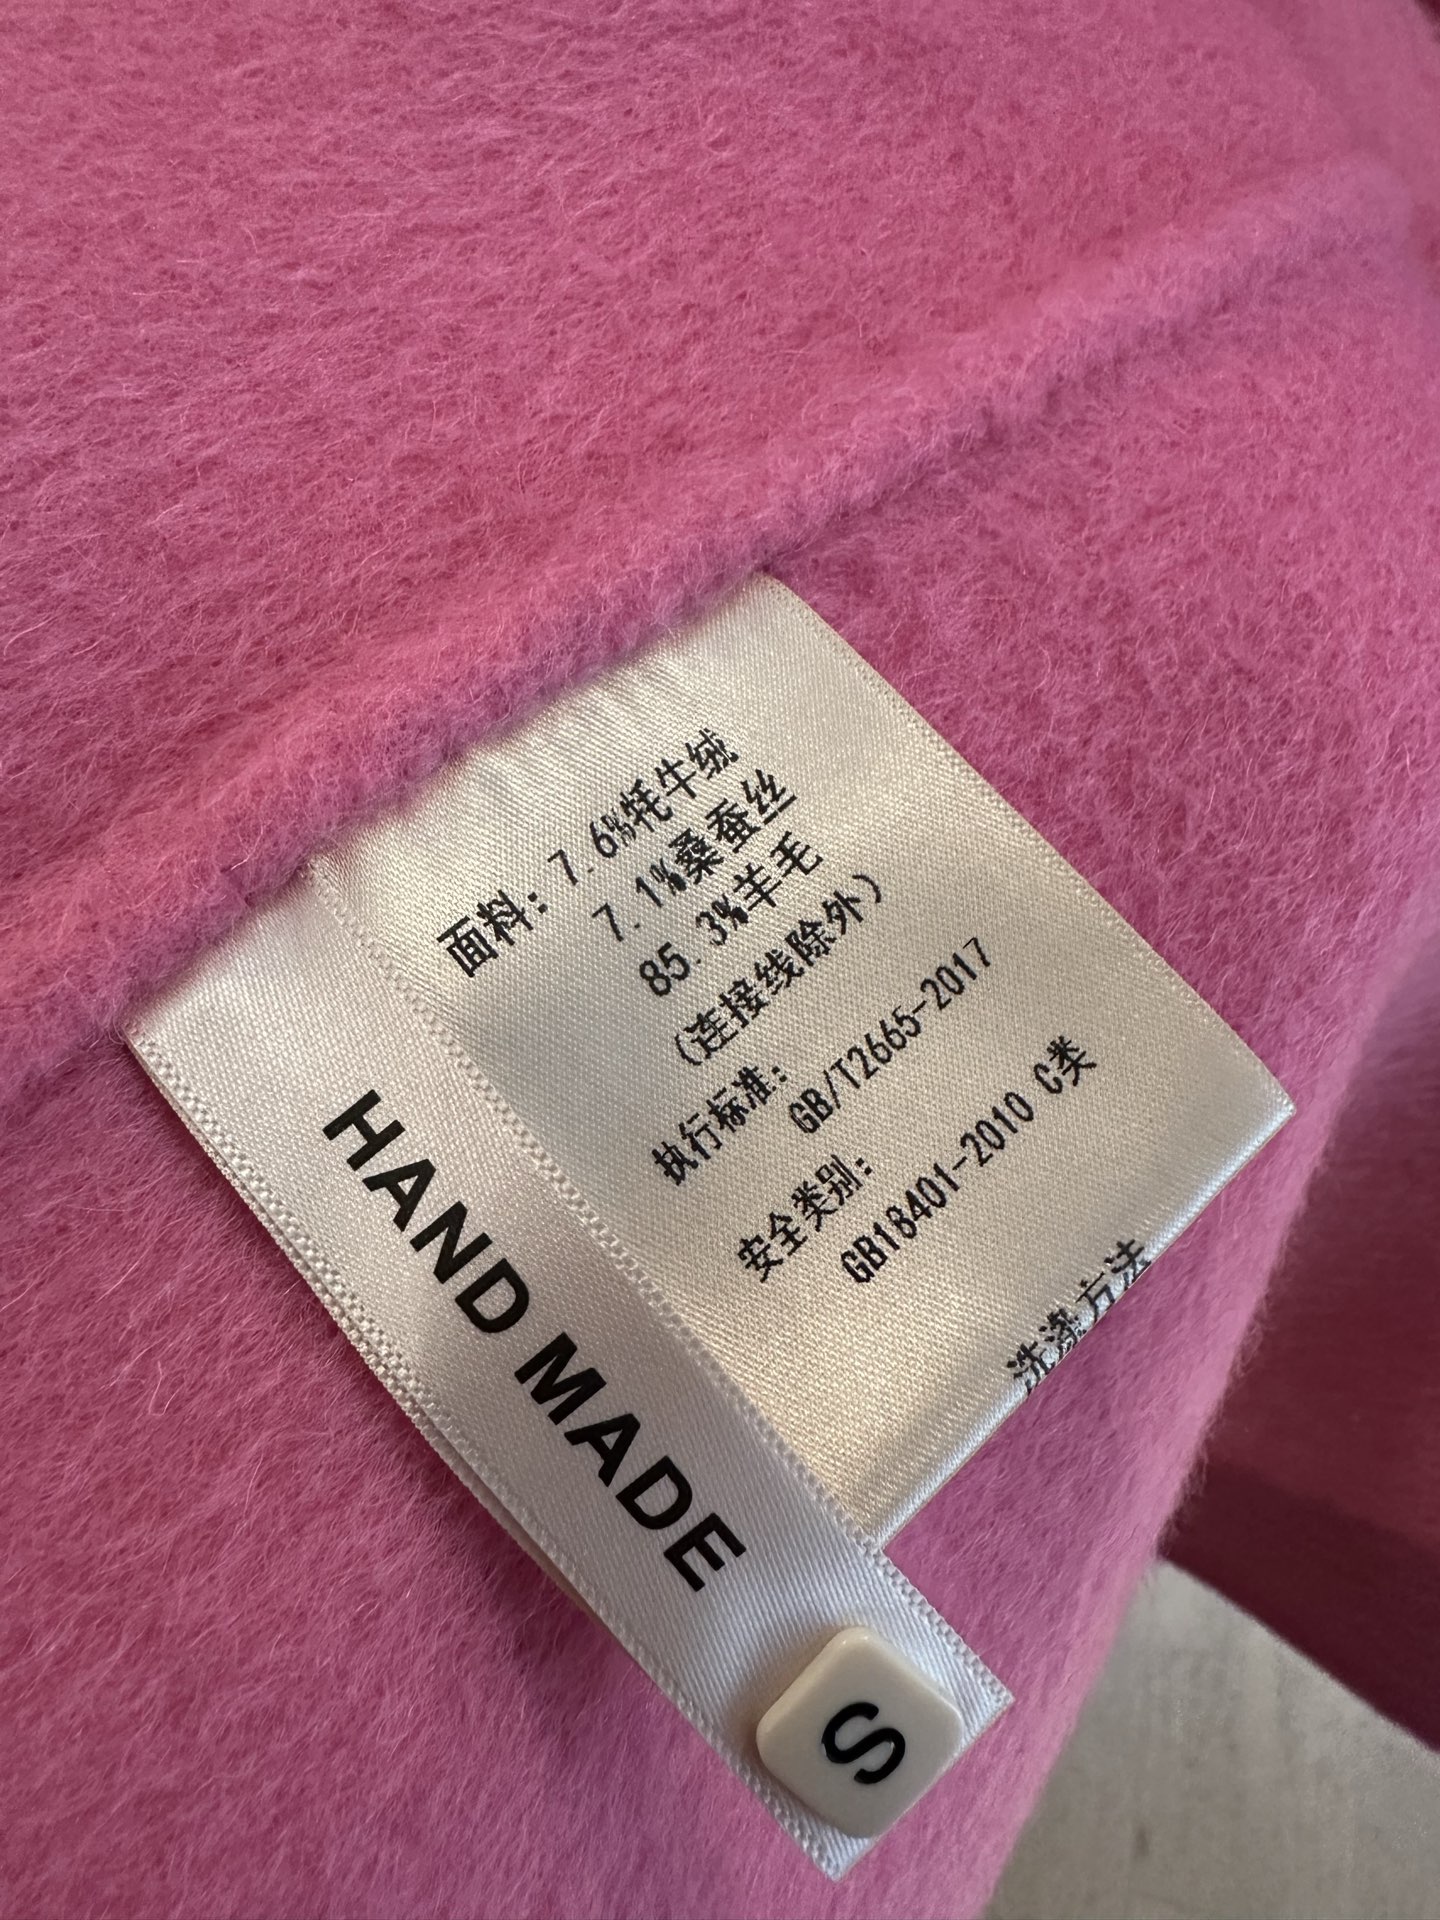 面料：7.6%牦牛绒
7.1%桑蚕丝
85.3%羊毛
(连接线除外)
执行标准：
GB/T2665-2017
安全类别：
GB18401-2010 C类
洗涤方法
HAND MADE
S